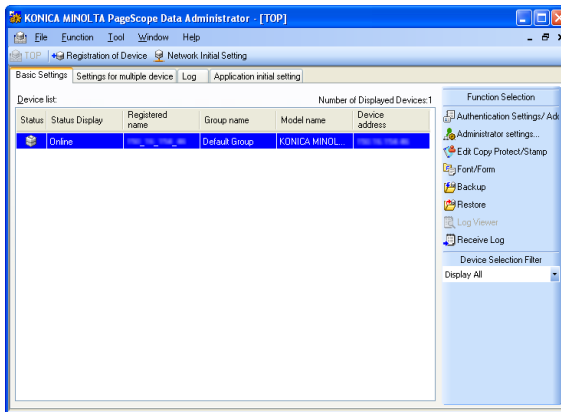 KONICA MINOLTA PageScope Data Administrator - [TOP]
File Function Tool Window Help
TOP Registration of Device Network Initial Setting
Basic Settings Settings for multiple device Log Application initial setting
Device list: Number of Displayed Devices:1
Status Status Display Registered name Group name Model name Device address
Online Default Group KONICA MINOL...
Function Selection
Authentication Settings/ Add
Administrator settings...
Edit Copy Protect/Stamp
Font/Form
Backup
Restore
Log Viewer
Receive Log
Device Selection Filter
Display All